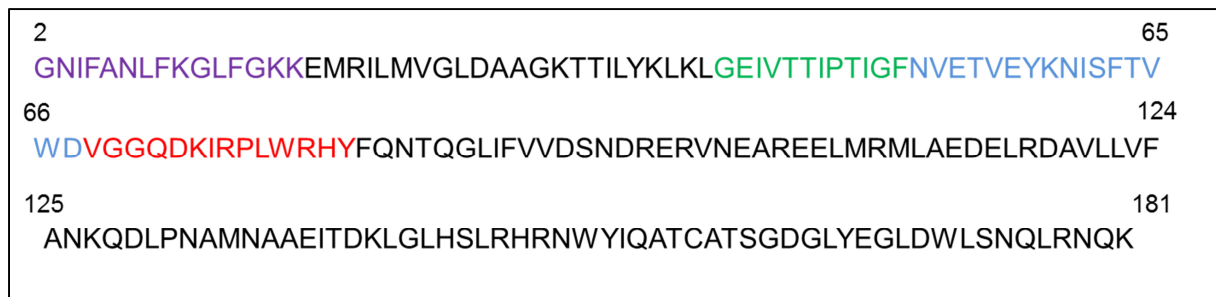 2 65
GNIFANLFKGLFGKKEMRILMVGLDAAGKTTILYKLKLGEIVTTIPTIGFNVETVEYKNISFTV
66 124
WDVGGQDKIRPLWRHYFQNTQGLIFVVDSNDRERVNEAREELMRMLAEDELRDAVLLVF
125 181
ANKQDLPNAMNAAEITDKLGLHSLRHRNWYIQATCATSGDGLYEGLDWLSNQLRNQK